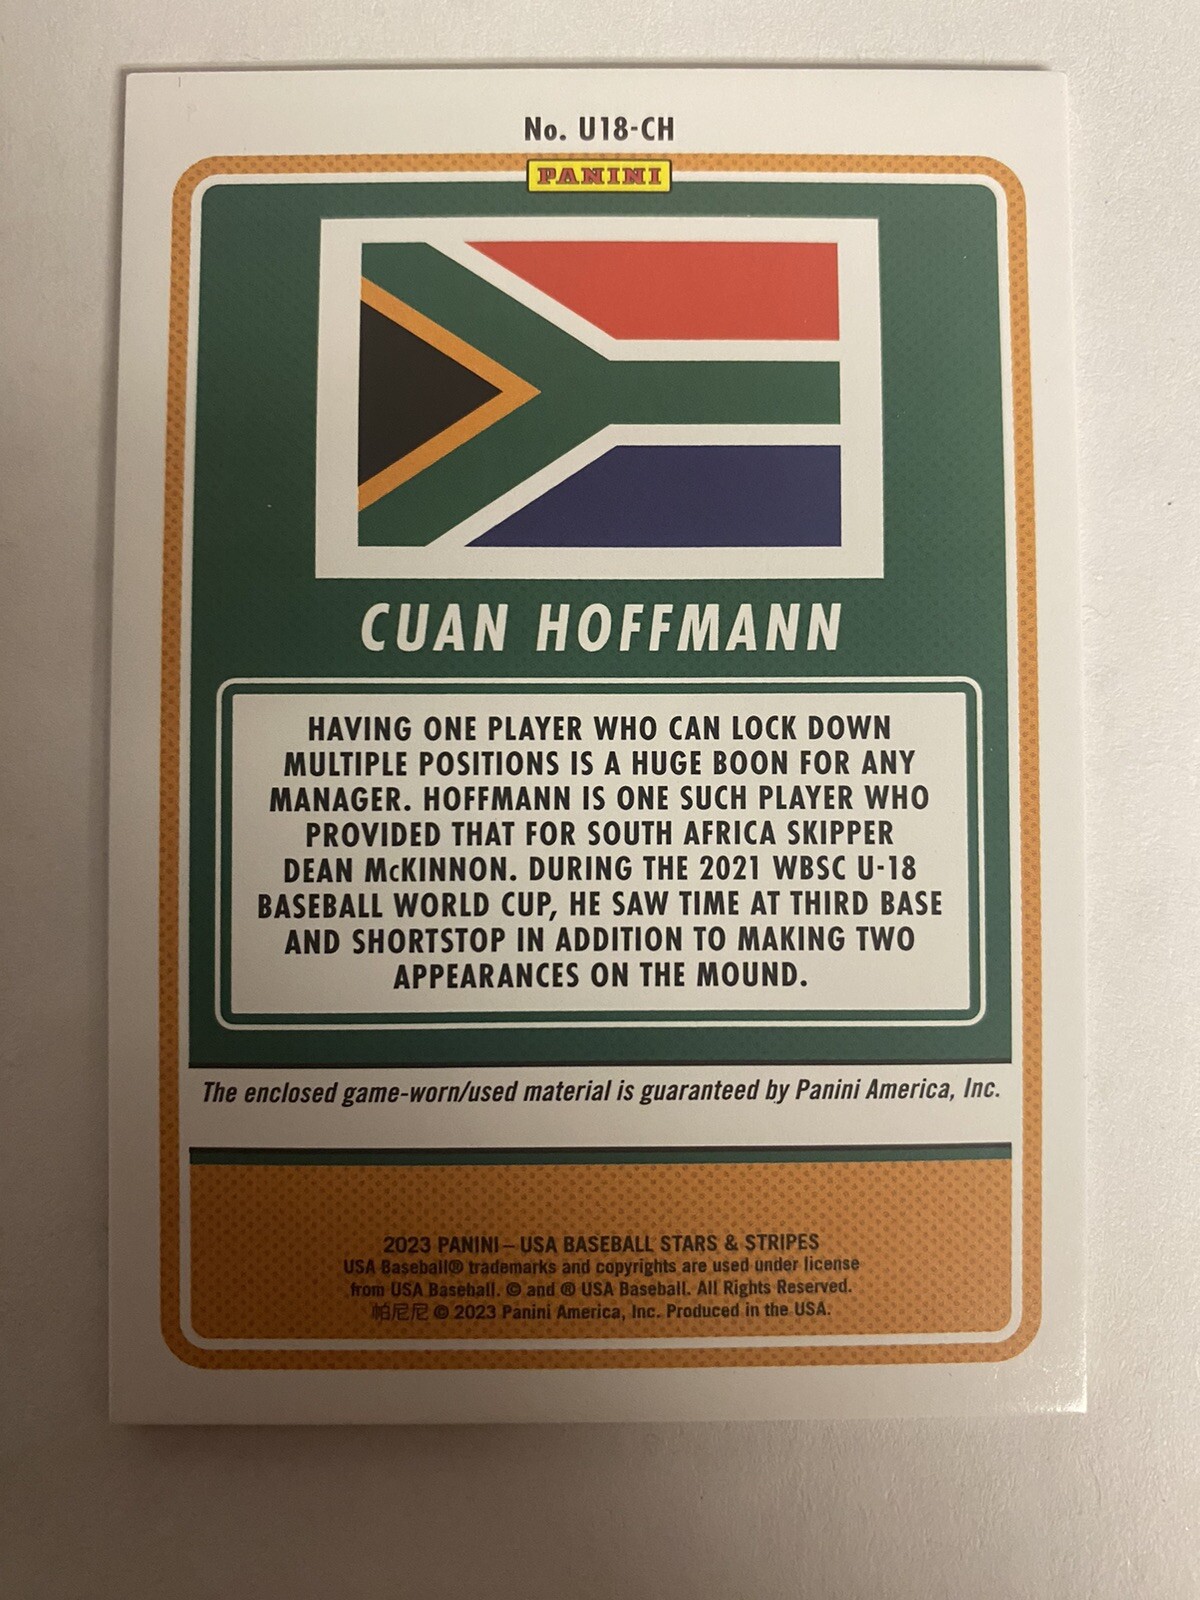 No. U18-CH
PANINI
CUAN HOFFMANN
HAVING ONE PLAYER WHO CAN LOCK DOWN
MULTIPLE POSITIONS IS A HUGE BOON FOR ANY
MANAGER. HOFFMANN IS ONE SUCH PLAYER WHO
PROVIDED THAT FOR SOUTH AFRICA SKIPPER
DEAN McKINNON. DURING THE 2021 WBSC U-18
BASEBALL WORLD CUP, HE SAW TIME AT THIRD BASE
AND SHORTSTOP IN ADDITION TO MAKING TWO
APPEARANCES ON THE MOUND.
The enclosed game-worn/used material is guaranteed by Panini America, Inc.
2023 PANINI – USA BASEBALL STARS & STRIPES
USA Baseball® trademarks and copyrights are used under license
from USA Baseball. © and ® USA Baseball. All Rights Reserved.
帕尼尼 © 2023 Panini America, Inc. Produced in the USA.